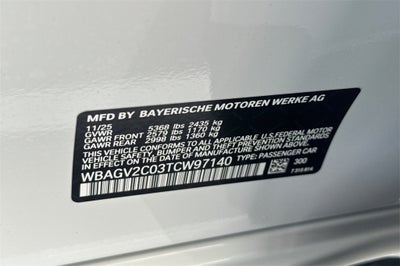 MFD BY BAYERISCHE MOTOREN WERKE AG
11/25 5368 lbs 2435 kg
GVWR
GAWR FRONT 2579 lbs 1170 kg
GAWR REAR 2998 lbs 1360 kg
THIS VEHICLE CONFORMS TO ALL APPLICABLE
FEDERAL MOTOR VEHICLE SAFETY, BUMPER,
AND THEFT PREVENTION STANDARDS
IN EFFECT ON THE DATE OF MANUFACTURE SHOWN ABOVE
WBAGV2C03TCW97140 TYPE: PASSENGER CAR
300